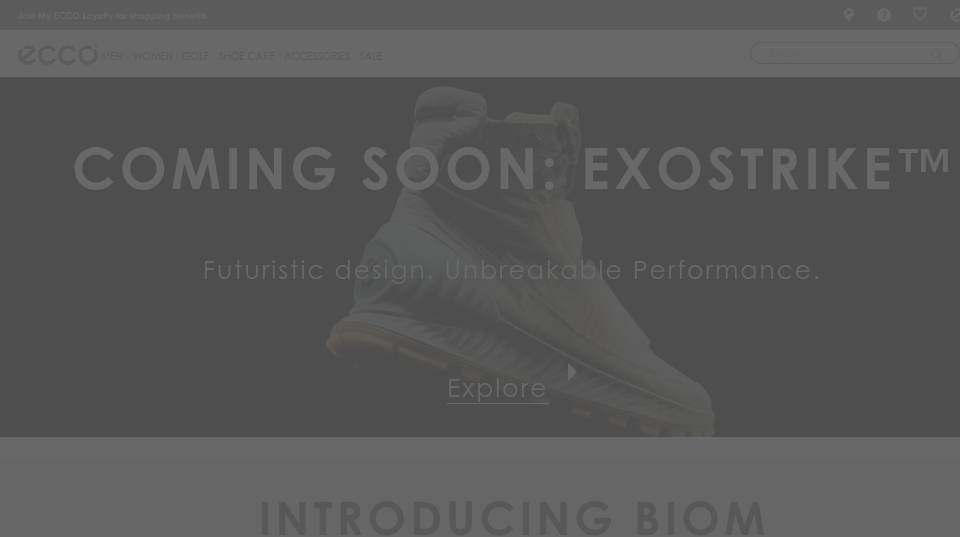 Join My ECCO Loyalty for shopping benefits
ecco MEN WOMEN GOLF SHOE CARE ACCESSORIES SALE
COMING SOON: EXOSTRIKE™
Futuristic design. Unbreakable Performance.
Explore
INTRODUCING BIOM